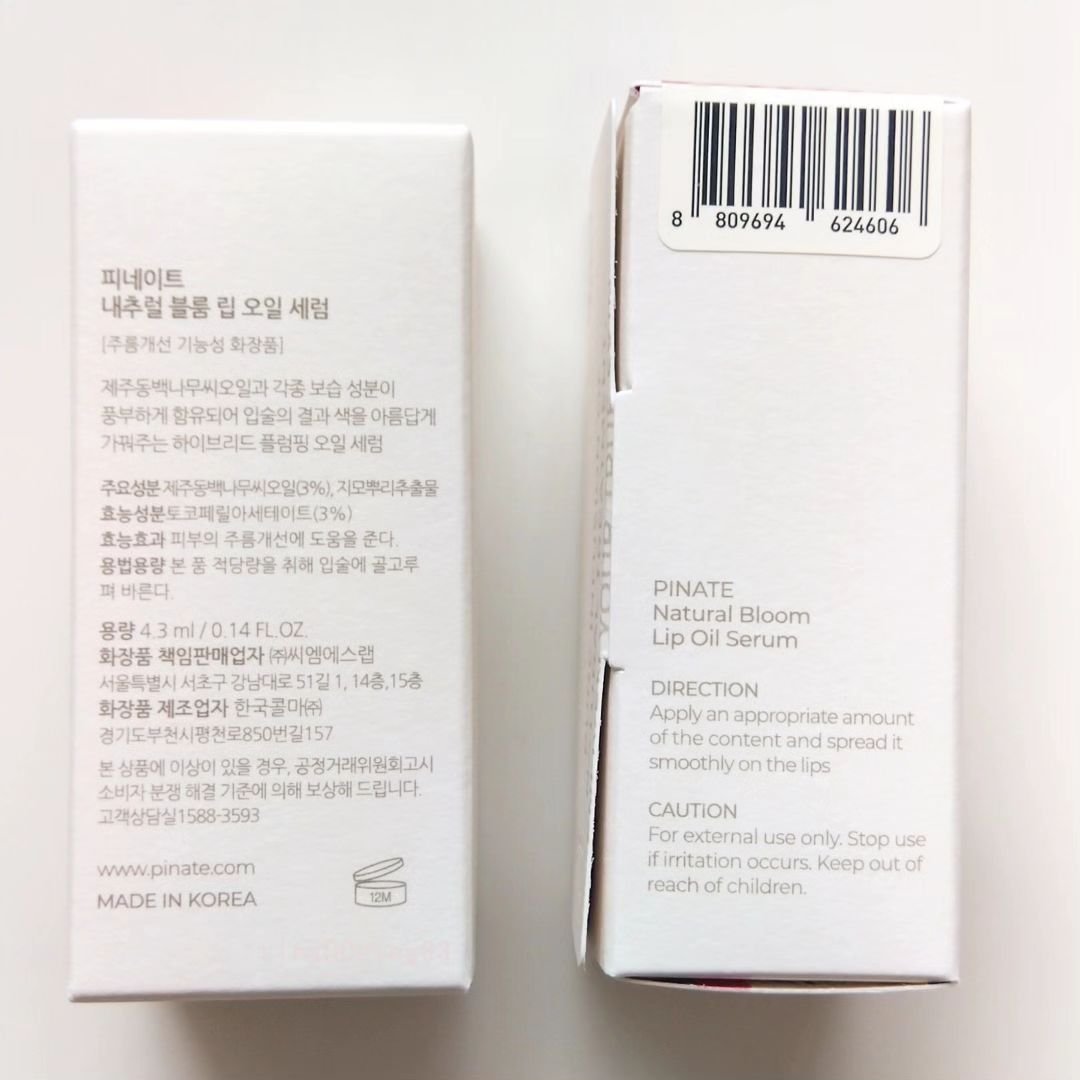 피네이트
내추럴 블룸 립 오일 세럼
[주름개선 기능성 화장품]
제주동백나무씨오일과 각종 보습 성분이
풍부하게 함유되어 입술의 결과 색을 아름답게
가꿔주는 하이브리드 플럼핑 오일 세럼
주요성분 제주동백나무씨오일(3%), 지모뿌리추출물
효능성분토코페릴아세테이트(3%)
효능효과 피부의 주름개선에 도움을 준다.
용법용량 본 품 적당량을 취해 입술에 골고루
펴 바른다.
용량 4.3 ml / 0.14 FL.OZ.
화장품 책임판매업자 ㈜씨엠에스랩
서울특별시 서초구 강남대로 51길 1, 14층,15층
화장품 제조업자 한국콜마㈜
경기도부천시평천로850번길157
본 상품에 이상이 있을 경우, 공정거래위원회고시
소비자 분쟁 해결 기준에 의해 보상해 드립니다.
고객상담실1588-3593
www.pinate.com
MADE IN KOREA
12M
8 809694 624606
PINATE
Natural Bloom
Lip Oil Serum
DIRECTION
Apply an appropriate amount
of the content and spread it
smoothly on the lips
CAUTiON
For external use only. Stop use
if irritation occurs. Keep out of
reach of children.